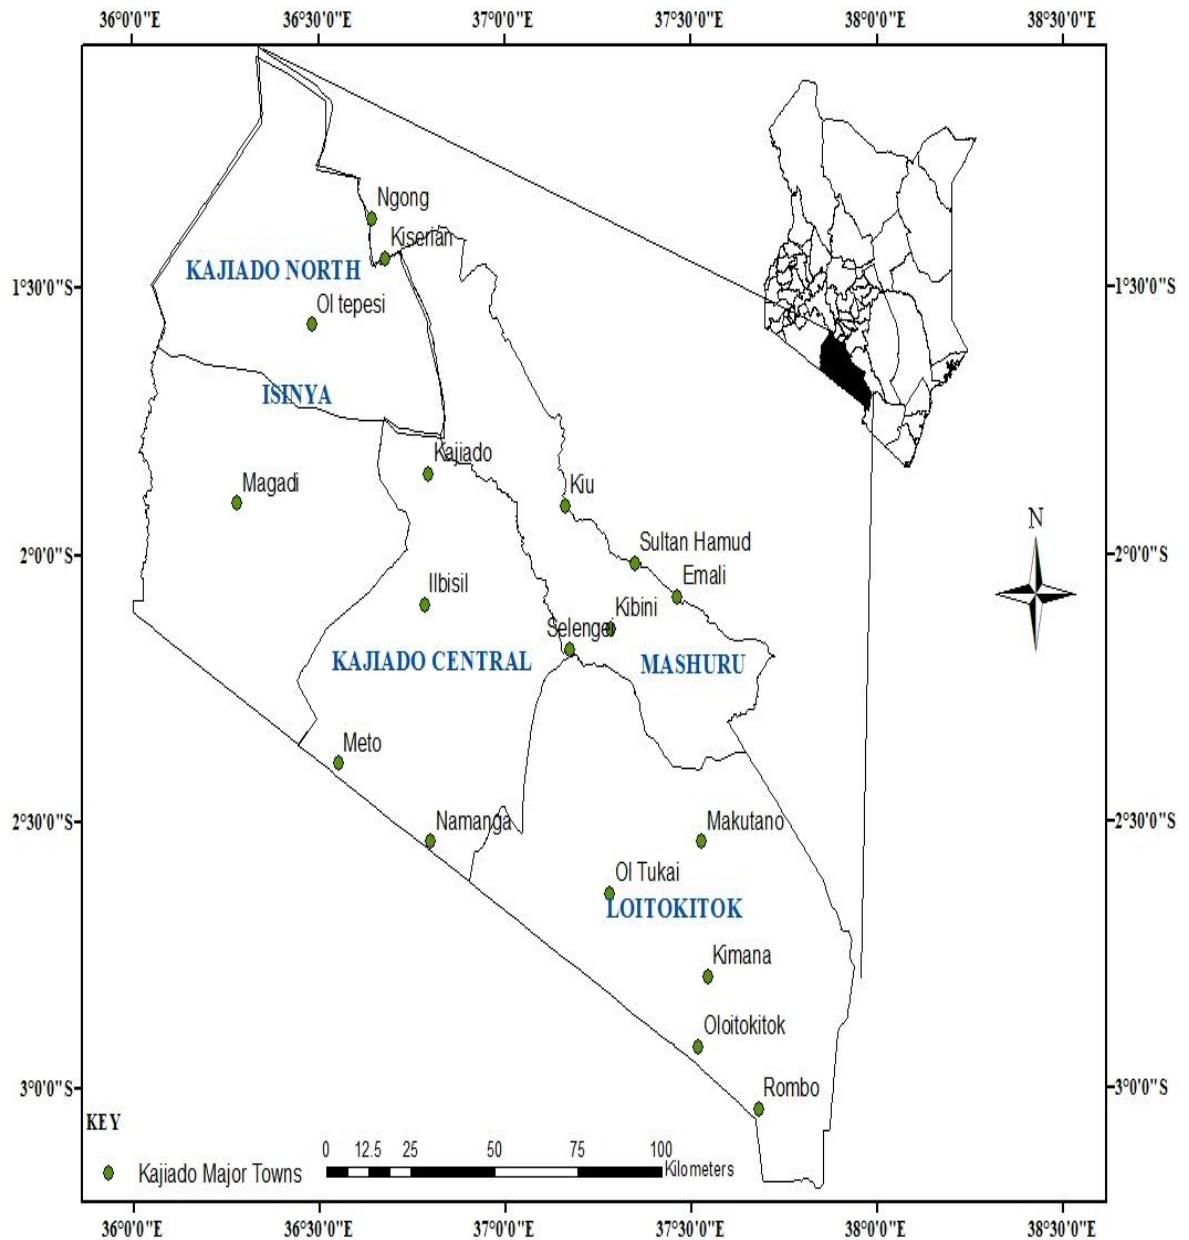 36°0'0"E 36°30'0"E 37°0'0"E 37°30'0"E 38°0'0"E 38°30'0"E
Ngong
Kiserian
KAJIADO NORTH
1°30'0"S 1°30'0"S
Ol tepesi
ISINYA
Kajiado
Magadi
Kiu
N
Sultan Hamud
2°0'0"S 2°0'0"S
Emali
Ilbisil
Kibini
Selenge
KAJIADO CENTRAL
MASHURU
Meto
Namanga
Makutano
2°30'0"S 2°30'0"S
Ol Tukai
LOITOKITOK
Kimana
Oloitokitok
3°0'0"S 3°0'0"S
Rombo
KEY
0 12.5 25 50 75 100
Kilometers
Kajiado Major Towns
36°0'0"E 36°30'0"E 37°0'0"E 37°30'0"E 38°0'0"E 38°30'0"E